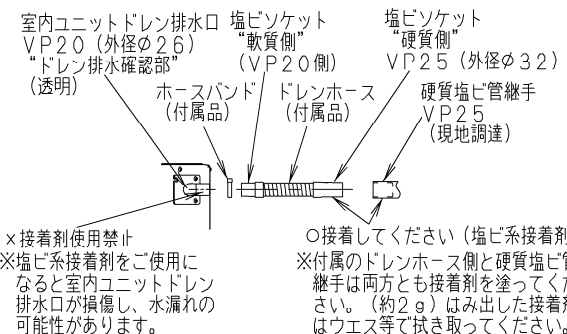 室内ユニットドレン排水口
VP20（外径φ26）
“ドレン排水確認部”
（透明）
塩ビソケット
“軟質側”
（VP20側）
塩ビソケット
“硬質側”
VP25（外径φ32）
ホースバンド
（付属品）
ドレンホース
（付属品）
硬質塩ビ管継手
VP25
（現地調達）
×接着剤使用禁止
※塩ビ系接着剤をご使用に
なると室内ユニットドレン
排水口が損傷し、水漏れの
可能性があります。
○接着してください（塩ビ系接着剤
※付属のドレンホース側と硬質塩ビ管
継手は両方とも接着剤を塗ってくだ
さい。（約2g）はみ出した接着剤
はウエス等で拭き取ってください。